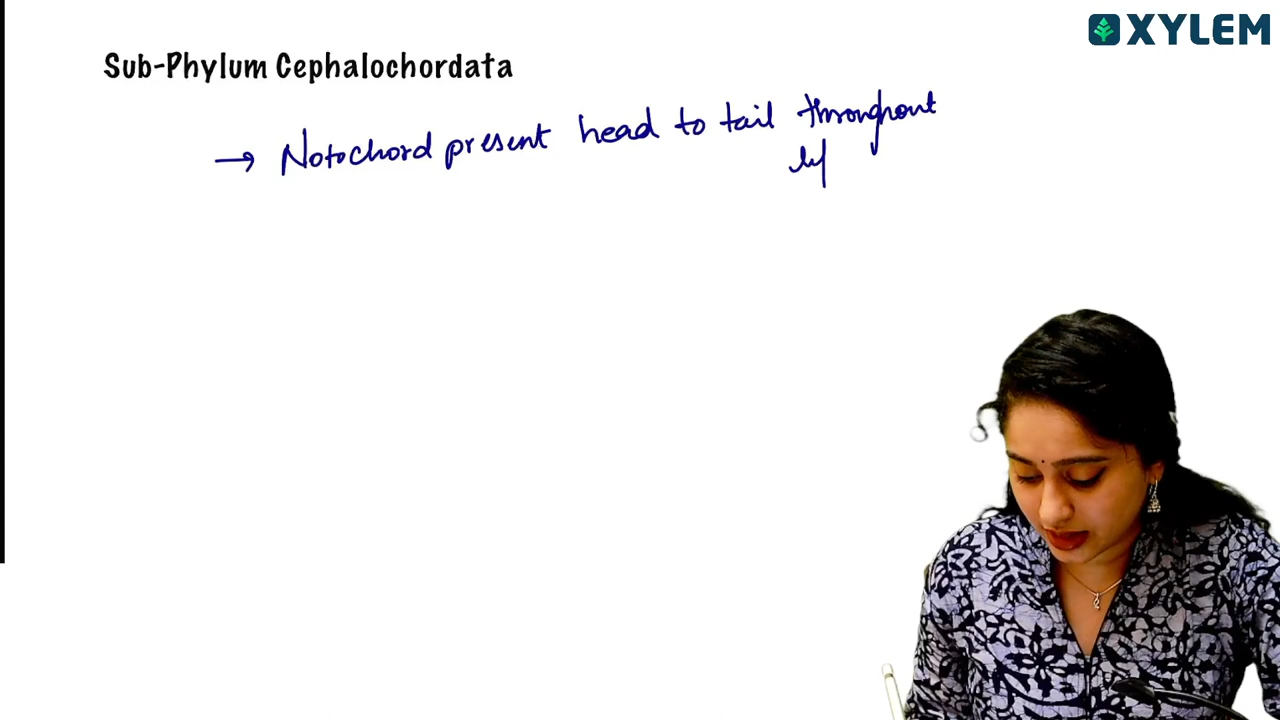 XYLEM
Sub-Phylum Cephalochordata
→ Notochord present head to tail throughout